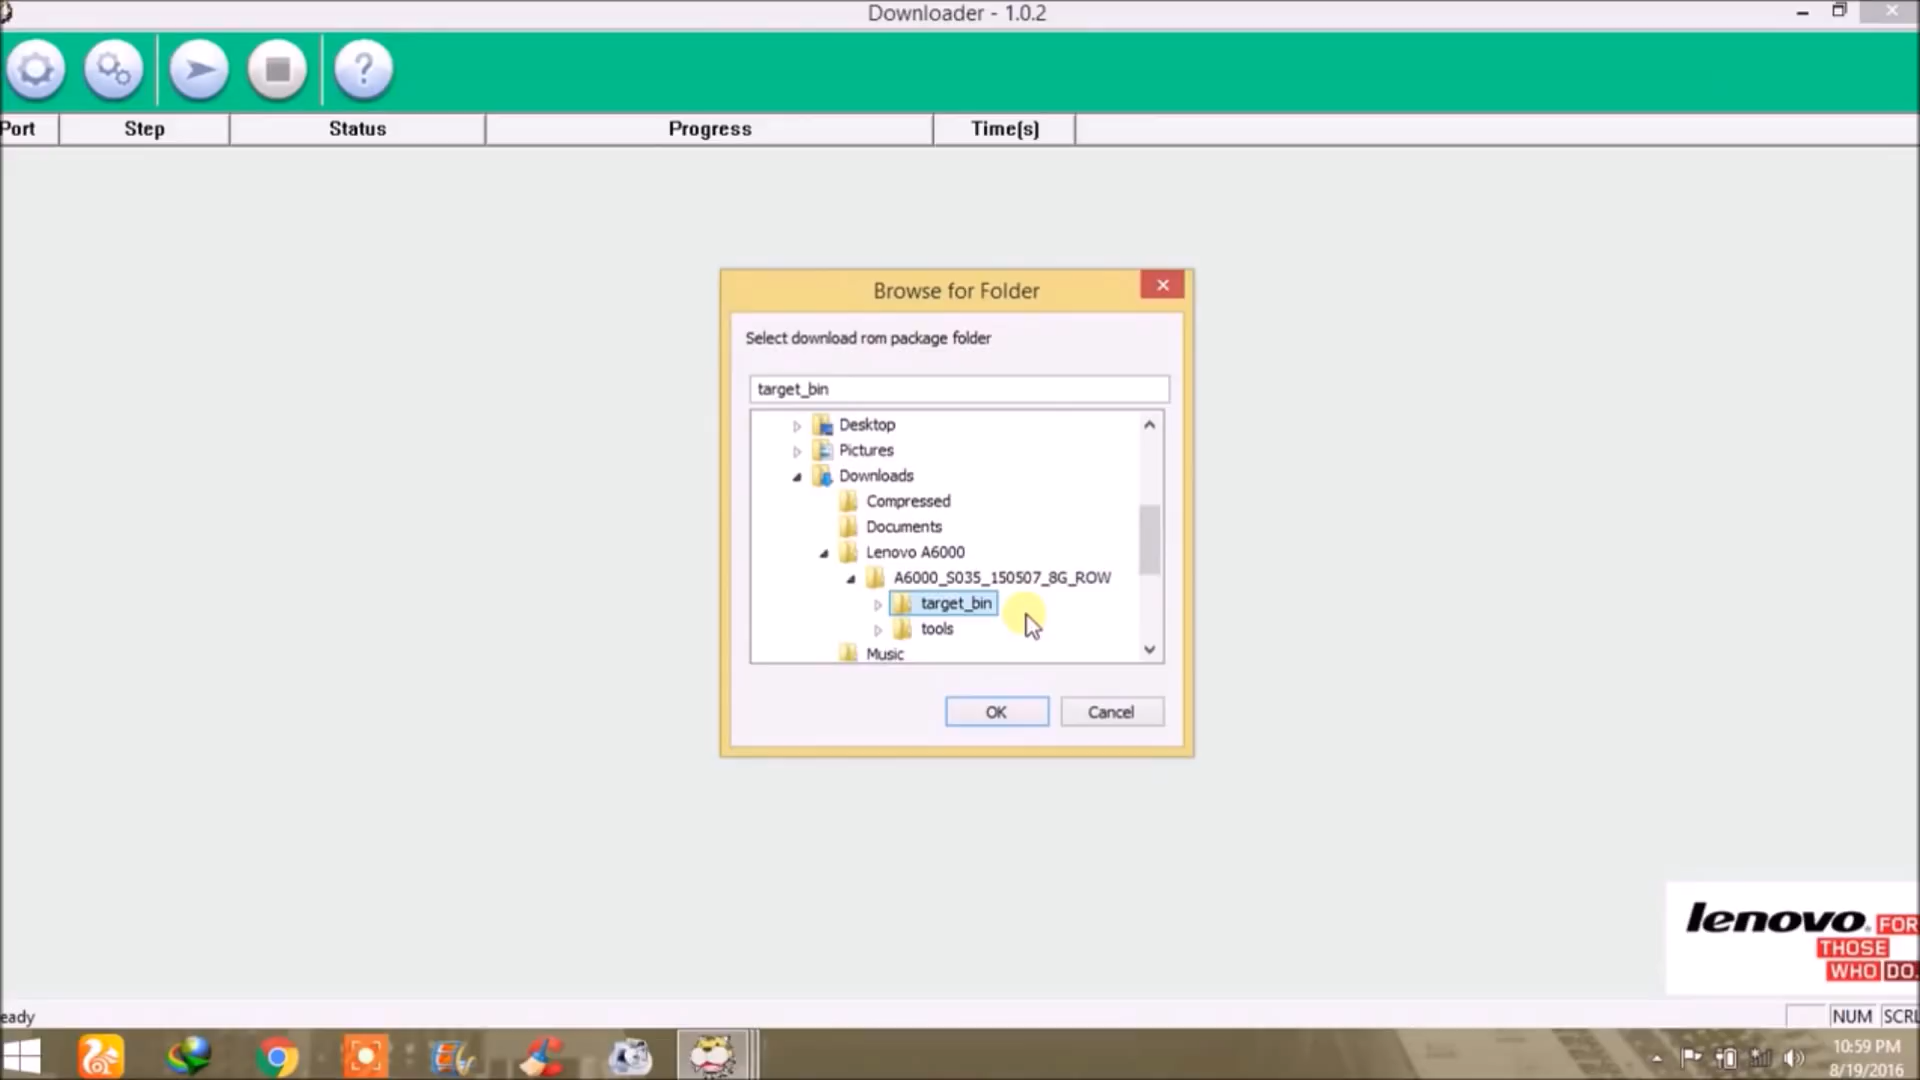 Downloader - 1.0.2
?
Port Step Status Progress Time(s)
Browse for Folder
Select download rom package folder
target_bin
Desktop
Pictures
Downloads
Compressed
Documents
Lenovo A6000
A6000_S035_150507_8G_ROW
target_bin
tools
Music
OK Cancel
lenovo. FOR
THOSE
WHO DO.
eady
NUM SCRL
10:59 PM
8/19/2016